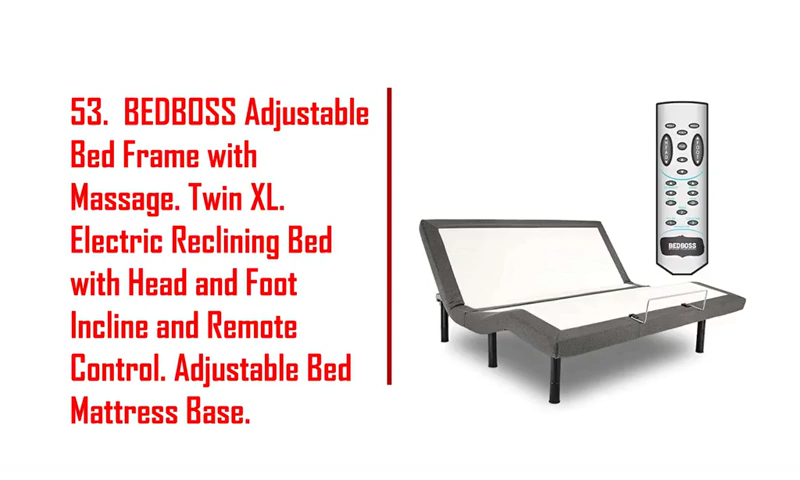 53. BEDBOSS Adjustable
Bed Frame with
Massage. Twin XL.
Electric Reclining Bed
with Head and Foot
Incline and Remote
Control. Adjustable Bed
Mattress Base.
BEDBOSS